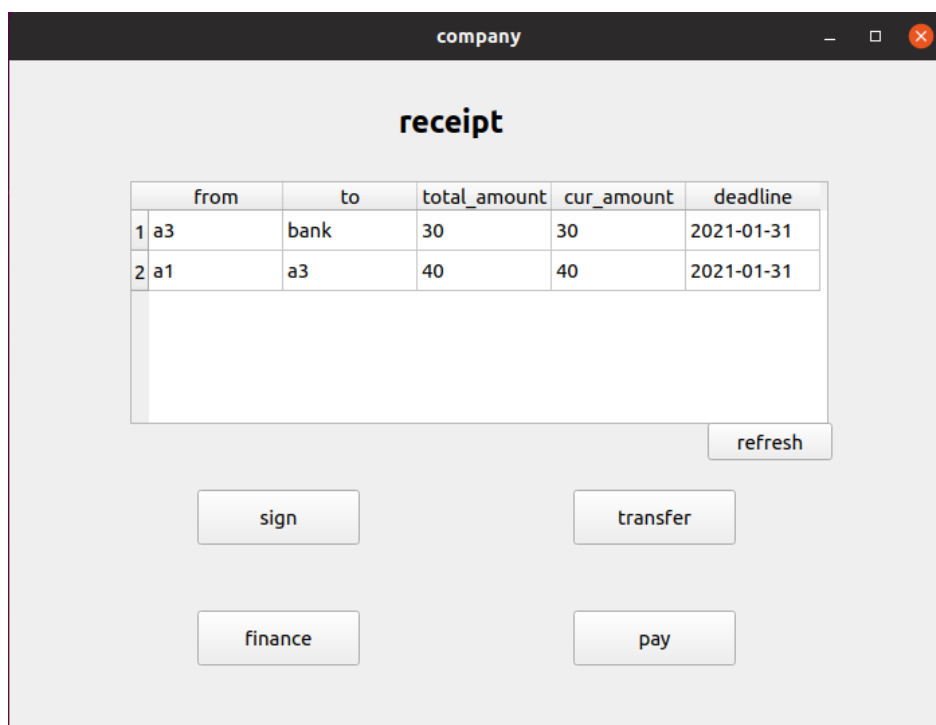 company
receipt
from to total_amount cur_amount deadline
1 a3 bank 30 30 2021-01-31
2 a1 a3 40 40 2021-01-31
refresh
sign transfer
finance pay